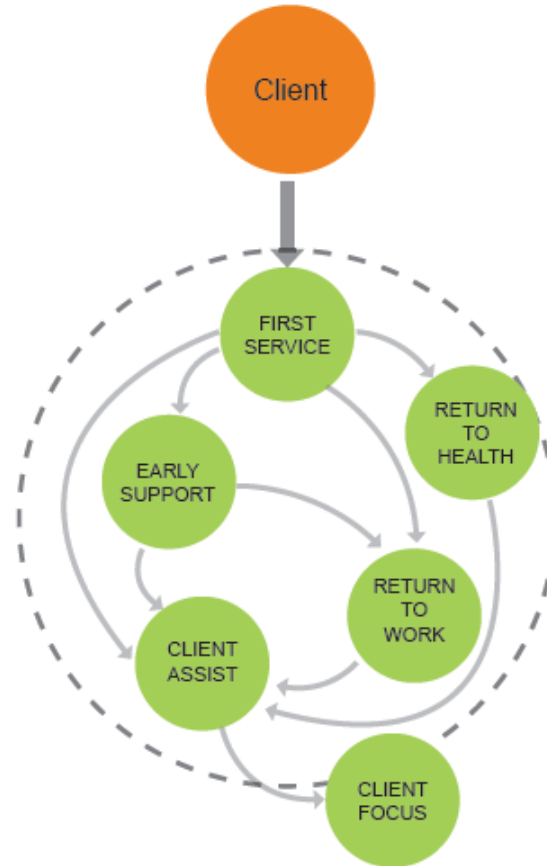 Client
FIRST
SERVICE
RETURN
TO
HEALTH
EARLY
SUPPORT
RETURN
TO
WORK
CLIENT
ASSIST
CLIENT
FOCUS